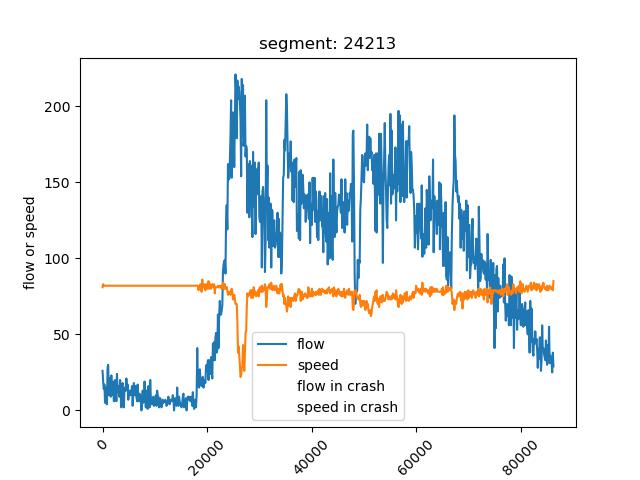 segment: 24213
flow or speed
200
150
100
50
0
flow
speed
flow in crash
speed in crash
0
20000
40000
60000
80000